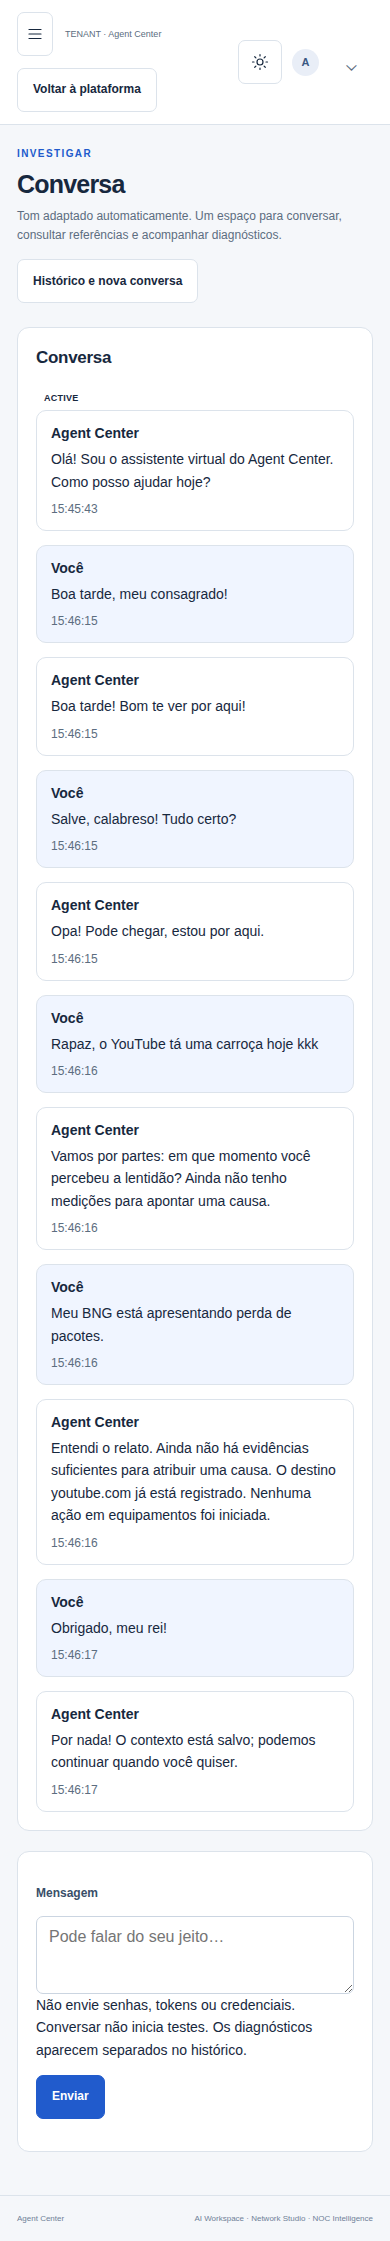 TENANT · Agent Center
Voltar à plataforma
A
INVESTIGAR
Conversa
Tom adaptado automaticamente. Um espaço para conversar,
consultar referências e acompanhar diagnósticos.
Histórico e nova conversa
Conversa
ACTIVE
Agent Center
Olá! Sou o assistente virtual do Agent Center.
Como posso ajudar hoje?
15:45:43
Você
Boa tarde, meu consagrado!
15:46:15
Agent Center
Boa tarde! Bom te ver por aqui!
15:46:15
Você
Salve, calabreso! Tudo certo?
15:46:15
Agent Center
Opa! Pode chegar, estou por aqui.
15:46:15
Você
Rapaz, o YouTube tá uma carroça hoje kkk
15:46:16
Agent Center
Vamos por partes: em que momento você
percebeu a lentidão? Ainda não tenho
medições para apontar uma causa.
15:46:16
Você
Meu BNG está apresentando perda de
pacotes.
15:46:16
Agent Center
Entendi o relato. Ainda não há evidências
suficientes para atribuir uma causa. O destino
youtube.com já está registrado. Nenhuma
ação em equipamentos foi iniciada.
15:46:16
Você
Obrigado, meu rei!
15:46:17
Agent Center
Por nada! O contexto está salvo; podemos
continuar quando você quiser.
15:46:17
Mensagem
Pode falar do seu jeito…
Não envie senhas, tokens ou credenciais.
Conversar não inicia testes. Os diagnósticos
aparecem separados no histórico.
Enviar
Agent Center
AI Workspace · Network Studio · NOC Intelligence